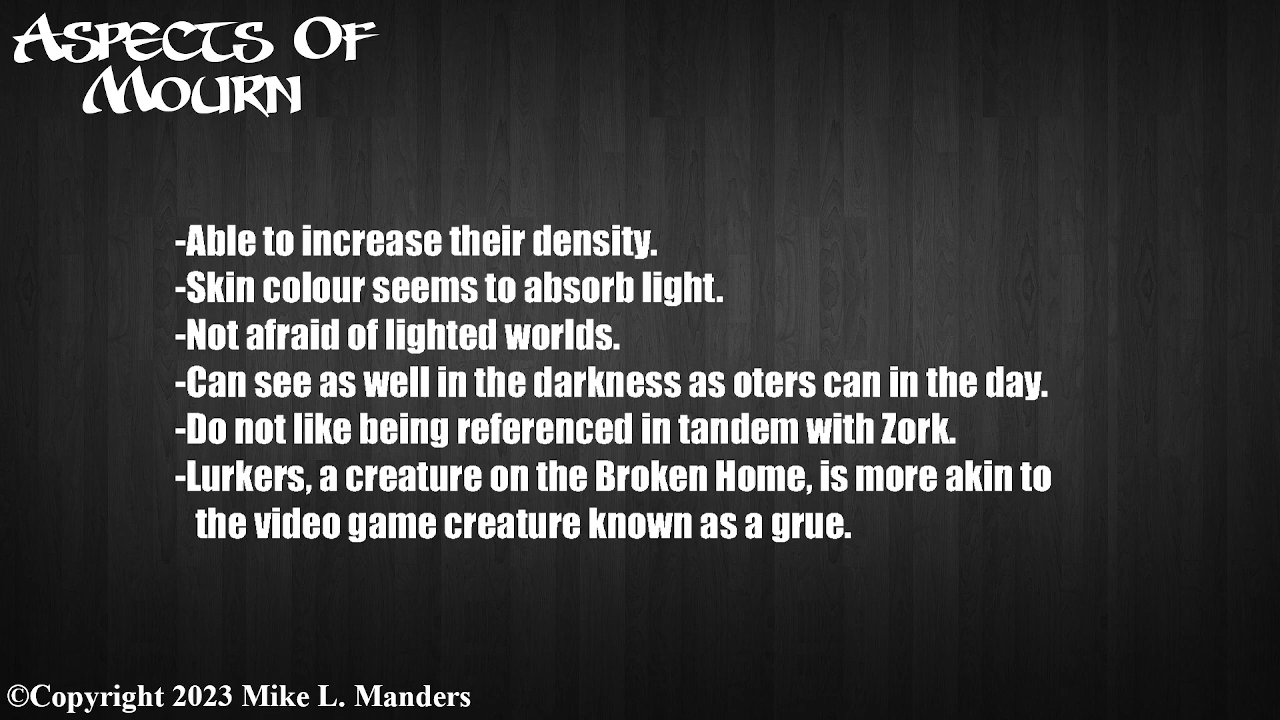 Aspects Of
Mourn
-Able to increase their density.
-Skin colour seems to absorb light.
-Not afraid of lighted worlds.
-Can see as well in the darkness as oters can in the day.
-Do not like being referenced in tandem with Zork.
-Lurkers, a creature on the Broken Home, is more akin to
the video game creature known as a grue.
©Copyright 2023 Mike L. Manders